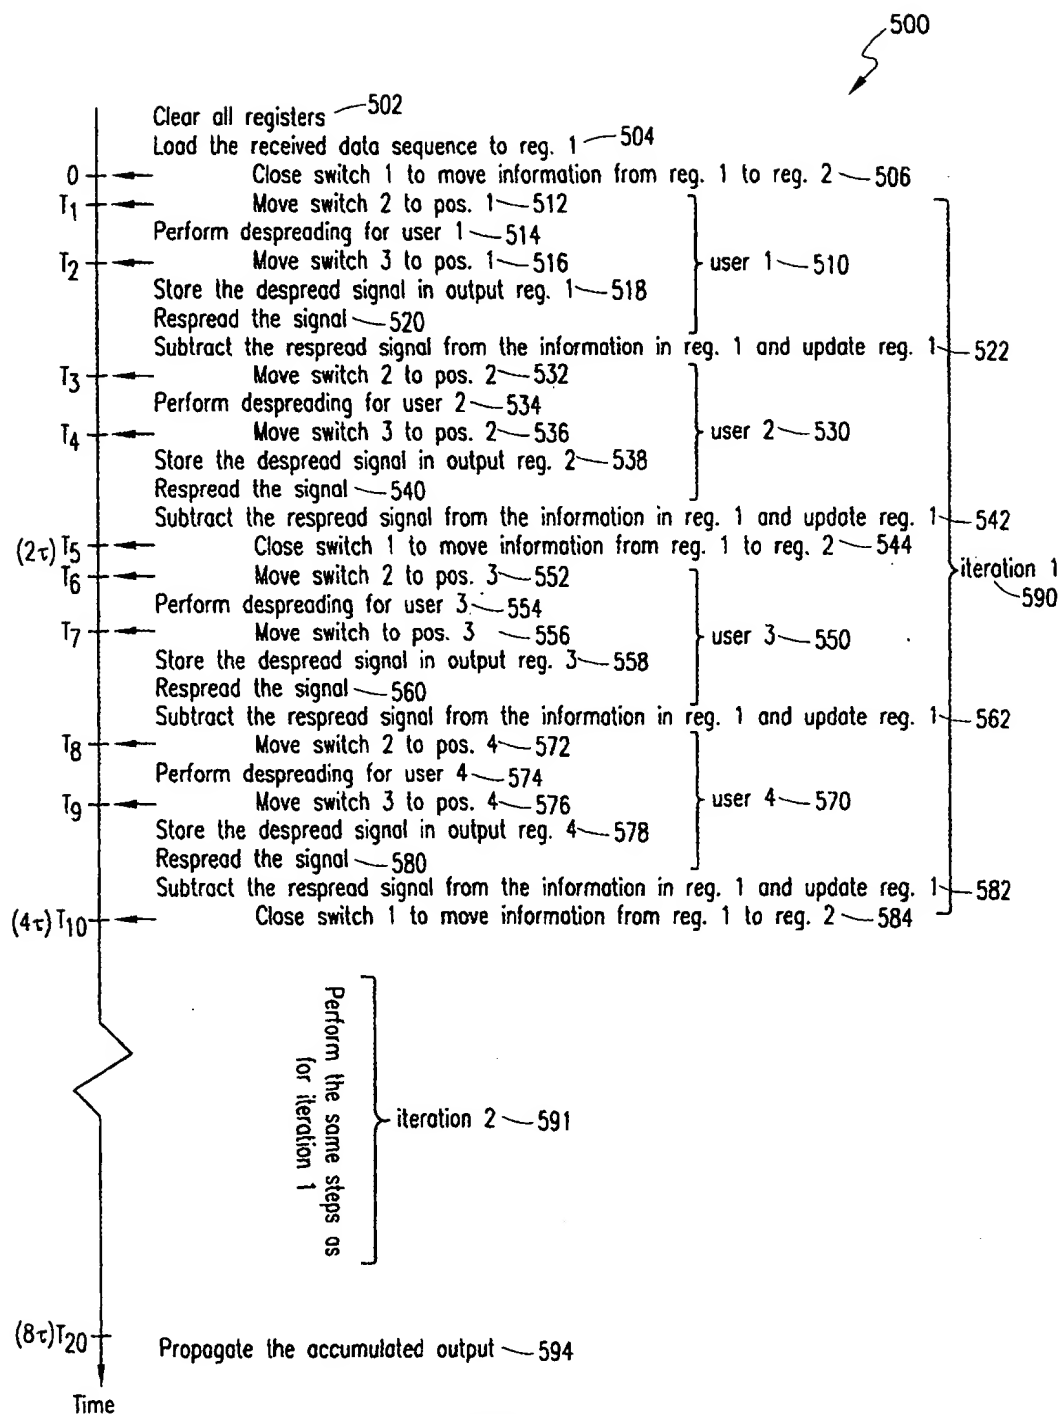 500
Clear all registers 502
Load the received data sequence to reg. 1 504
0 Close switch 1 to move information from reg. 1 to reg. 2 506
T1 Move switch 2 to pos. 1 512
Perform despreading for user 1 514
user 1 510
T2 Move switch 3 to pos. 1 516
Store the despread signal in output reg. 1 518
Respread the signal 520
Subtract the respread signal from the information in reg. 1 and update reg. 1 522
T3 Move switch 2 to pos. 2 532
Perform despreading for user 2 534
user 2 530
T4 Move switch 3 to pos. 2 536
Store the despread signal in output reg. 2 538
Respread the signal 540
Subtract the respread signal from the information in reg. 1 and update reg. 1 542
(2τ) T5 Close switch 1 to move information from reg. 1 to reg. 2 544
iteration 1
590
T6 Move switch 2 to pos. 3 552
Perform despreading for user 3 554
T7 Move switch to pos. 3 556
user 3 550
Store the despread signal in output reg. 3 558
Respread the signal 560
Subtract the respread signal from the information in reg. 1 and update reg. 1 562
T8 Move switch 2 to pos. 4 572
Perform despreading for user 4 574
T9 Move switch 3 to pos. 4 576
user 4 570
Store the despread signal in output reg. 4 578
Respread the signal 580
Subtract the respread signal from the information in reg. 1 and update reg. 1 582
(4τ) T10 Close switch 1 to move information from reg. 1 to reg. 2 584
Perform the same steps as
for iteration 1
iteration 2 591
(8τ) T20
Propagate the accumulated output 594
Time